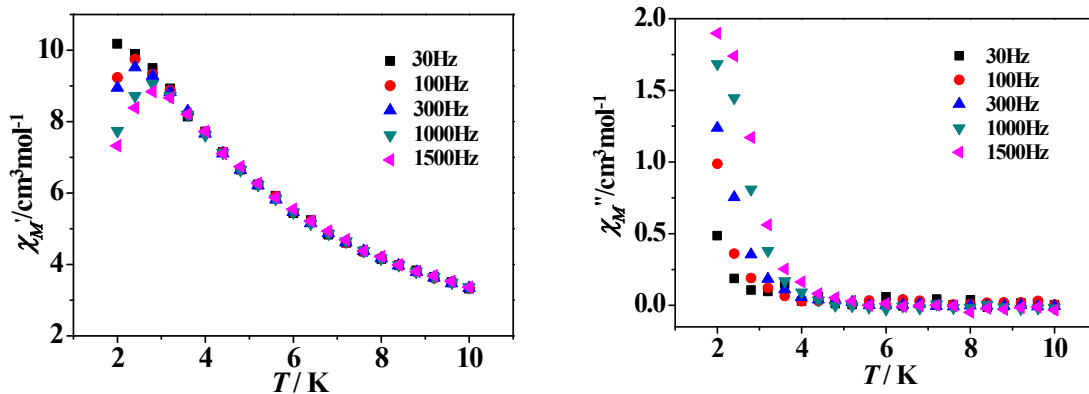 10
8
6
4
2
χM'/cm³mol⁻¹
30Hz
100Hz
300Hz
1000Hz
1500Hz
2 4 6 8 10
T / K
2.0
1.5
1.0
0.5
0.0
χM''/cm³mol⁻¹
30Hz
100Hz
300Hz
1000Hz
1500Hz
2 4 6 8 10
T / K